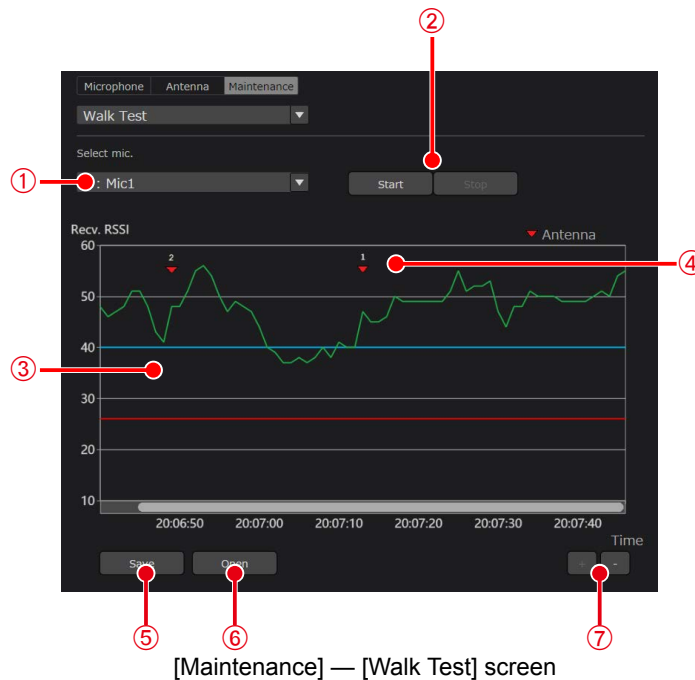 ②
Microphone Antenna Maintenance
Walk Test
Select mic.
① : Mic1 Start Stop
Recv. RSSI
▼ Antenna
60
2 1
④
50
40
③
30
20
10
20:06:50 20:07:00 20:07:10 20:07:20 20:07:30 20:07:40
Time
Save Open + -
⑤ ⑥ ⑦
[Maintenance] — [Walk Test] screen